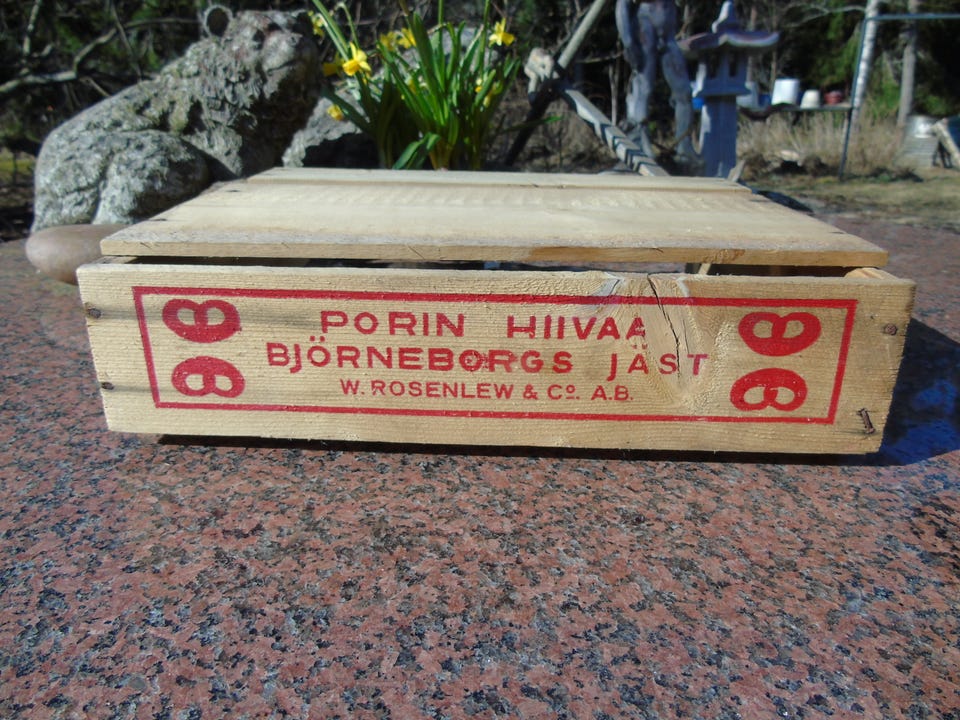 PORIN HIIVAA
BJÖRNEBORGS JÄST
W. ROSENLEW & Cº. A.B.